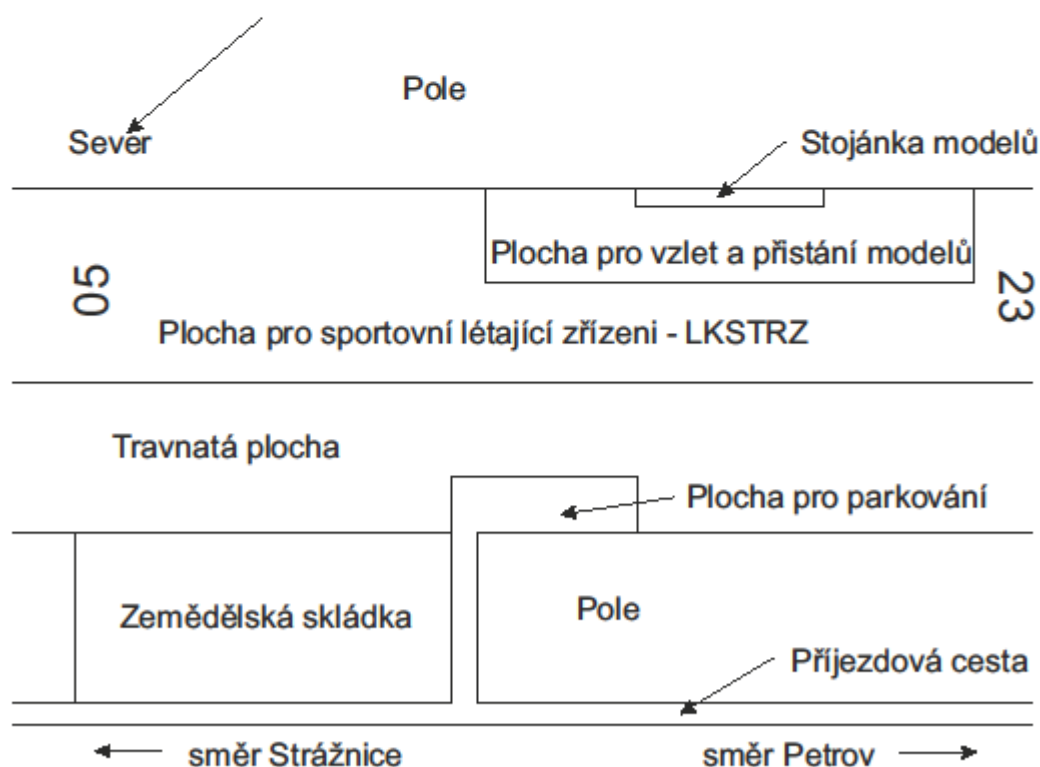 Pole
Sever
Stojánka modelů
Plocha pro vzlet a přistání modelů
05
23
Plocha pro sportovní létající zřízeni - LKSTRZ
Travnatá plocha
Plocha pro parkování
Zemědělská skládka
Pole
Příjezdová cesta
směr Strážnice
směr Petrov